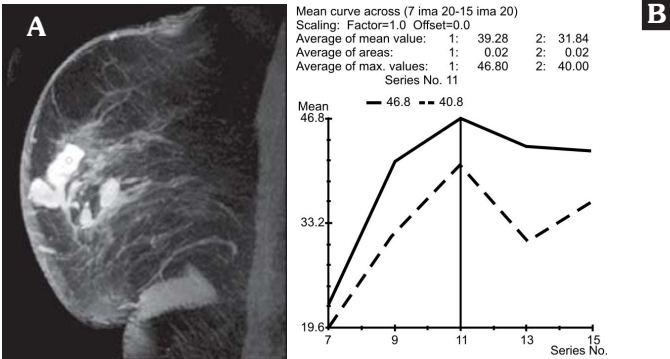 A
Mean curve across (7 ima 20-15 ima 20)
Scaling: Factor=1.0 Offset=0.0
Average of mean value: 1: 39.28 2: 31.84
Average of areas: 1: 0.02 2: 0.02
Average of max. values: 1: 46.80 2: 40.00
Series No. 11
B
Mean 46.8 40.8
46.8
33.2
19.6
7 9 11 13 15
Series No.